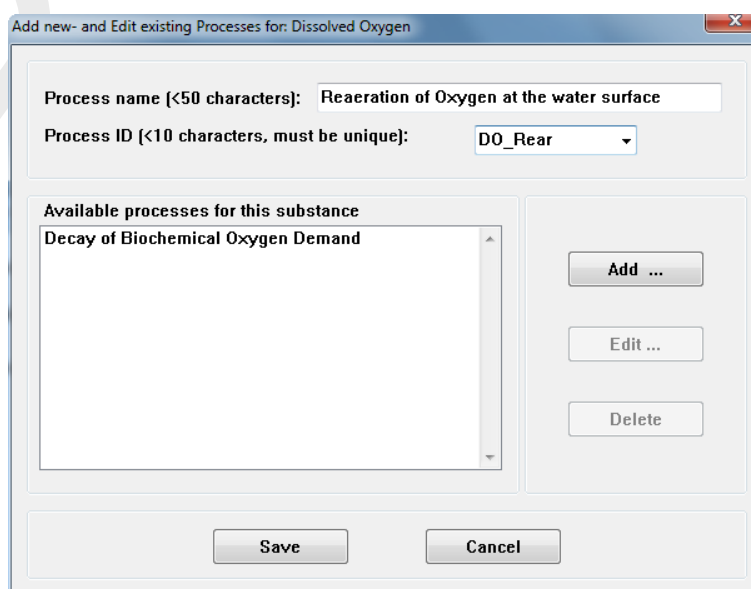 Add new- and Edit existing Processes for: Dissolved Oxygen
Process name (<50 characters): Reaeration of Oxygen at the water surface
Process ID (<10 characters, must be unique): DO_Rear
Available processes for this substance
Decay of Biochemical Oxygen Demand
Add ...
Edit ...
Delete
Save Cancel